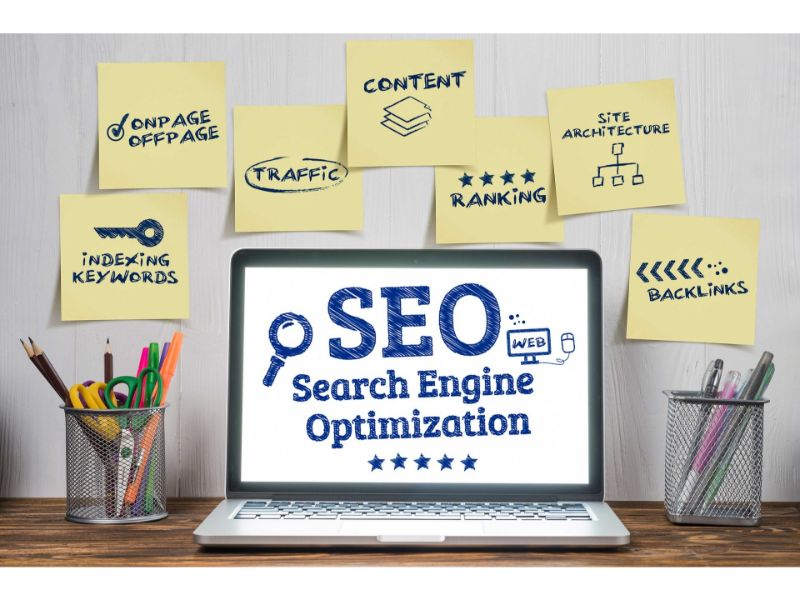 ONPAGE
OFFPAGE
TRAFFIC
CONTENT
RANKING
SITE
ARCHITECTURE
INDEXING
KEYWORDS
BACKLINKS
SEO
WEB
Search Engine
Optimization